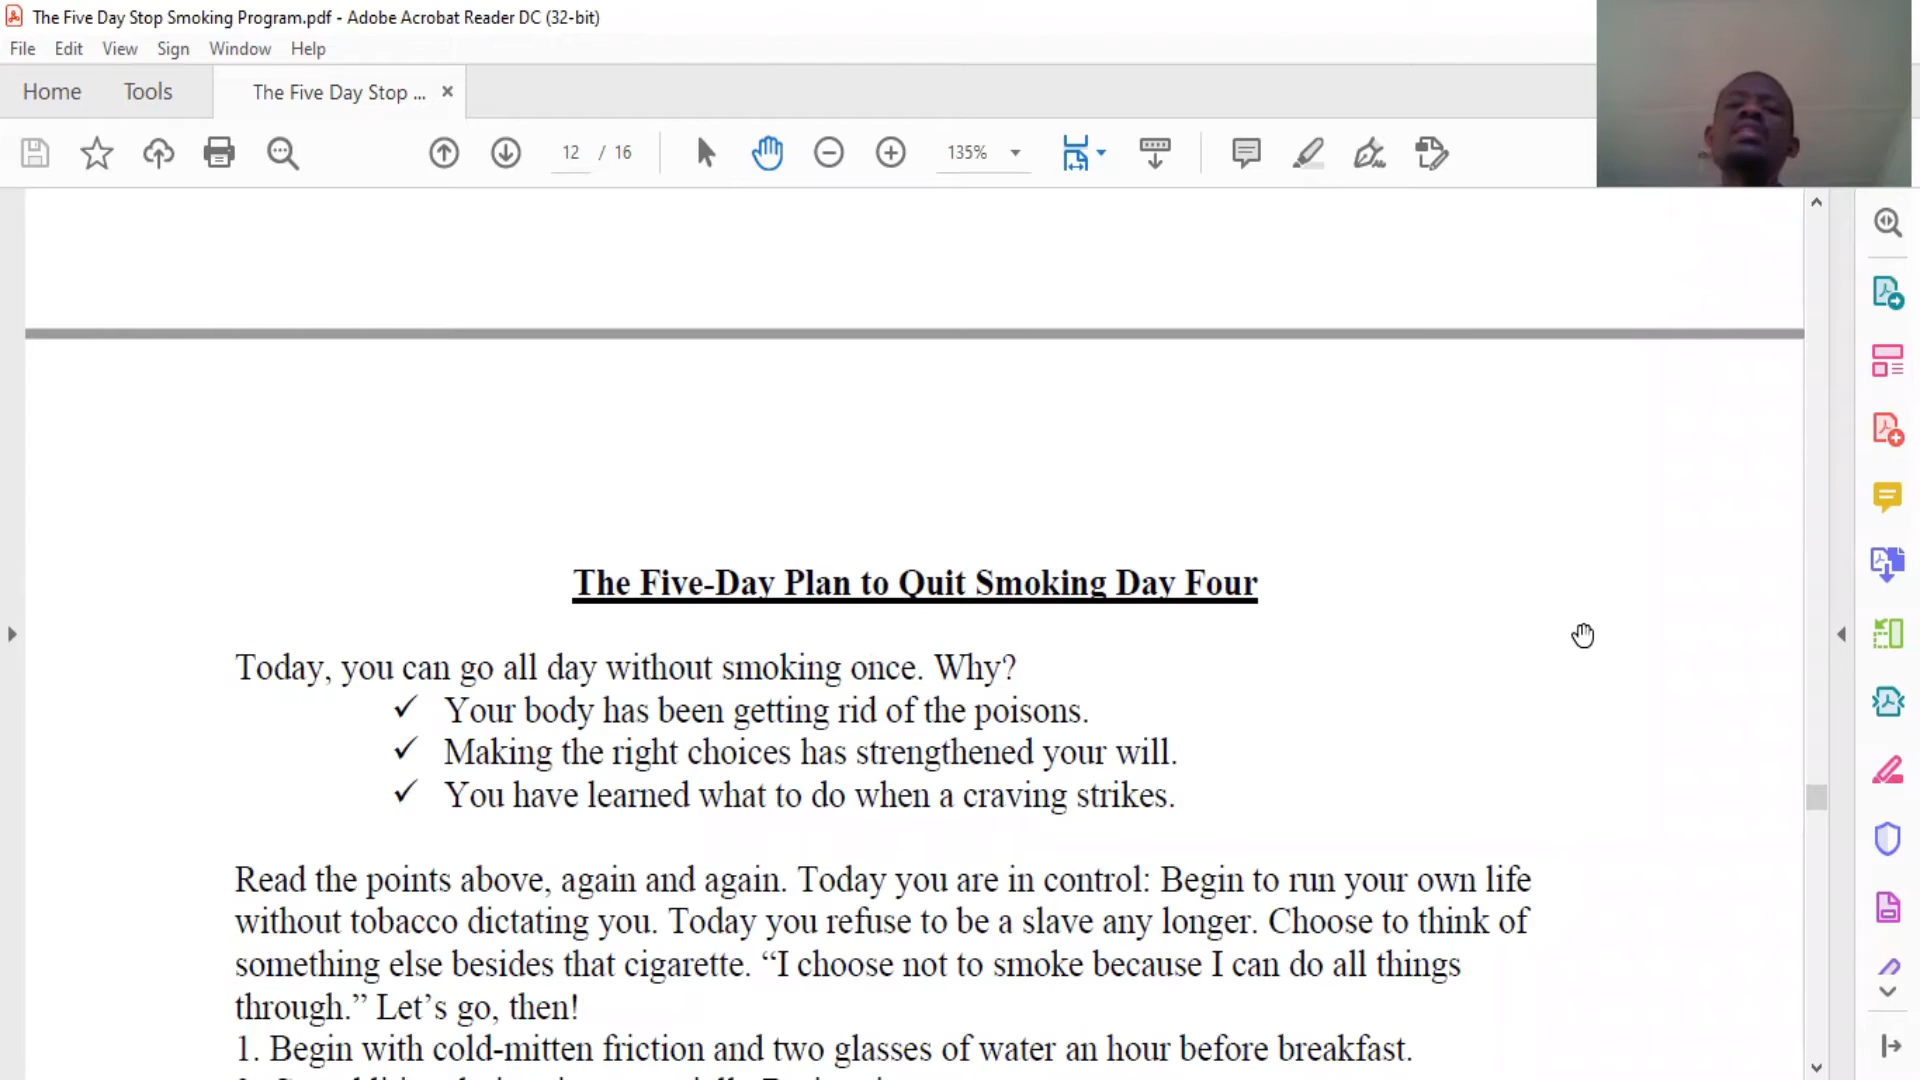 The Five Day Stop Smoking Program.pdf - Adobe Acrobat Reader DC (32-bit)
File Edit View Sign Window Help
Home Tools The Five Day Stop ... ×
12 / 16 135%
The Five-Day Plan to Quit Smoking Day Four
Today, you can go all day without smoking once. Why?
✓ Your body has been getting rid of the poisons.
✓ Making the right choices has strengthened your will.
✓ You have learned what to do when a craving strikes.
Read the points above, again and again. Today you are in control: Begin to run your own life
without tobacco dictating you. Today you refuse to be a slave any longer. Choose to think of
something else besides that cigarette. “I choose not to smoke because I can do all things
through.” Let’s go, then!
1. Begin with cold-mitten friction and two glasses of water an hour before breakfast.